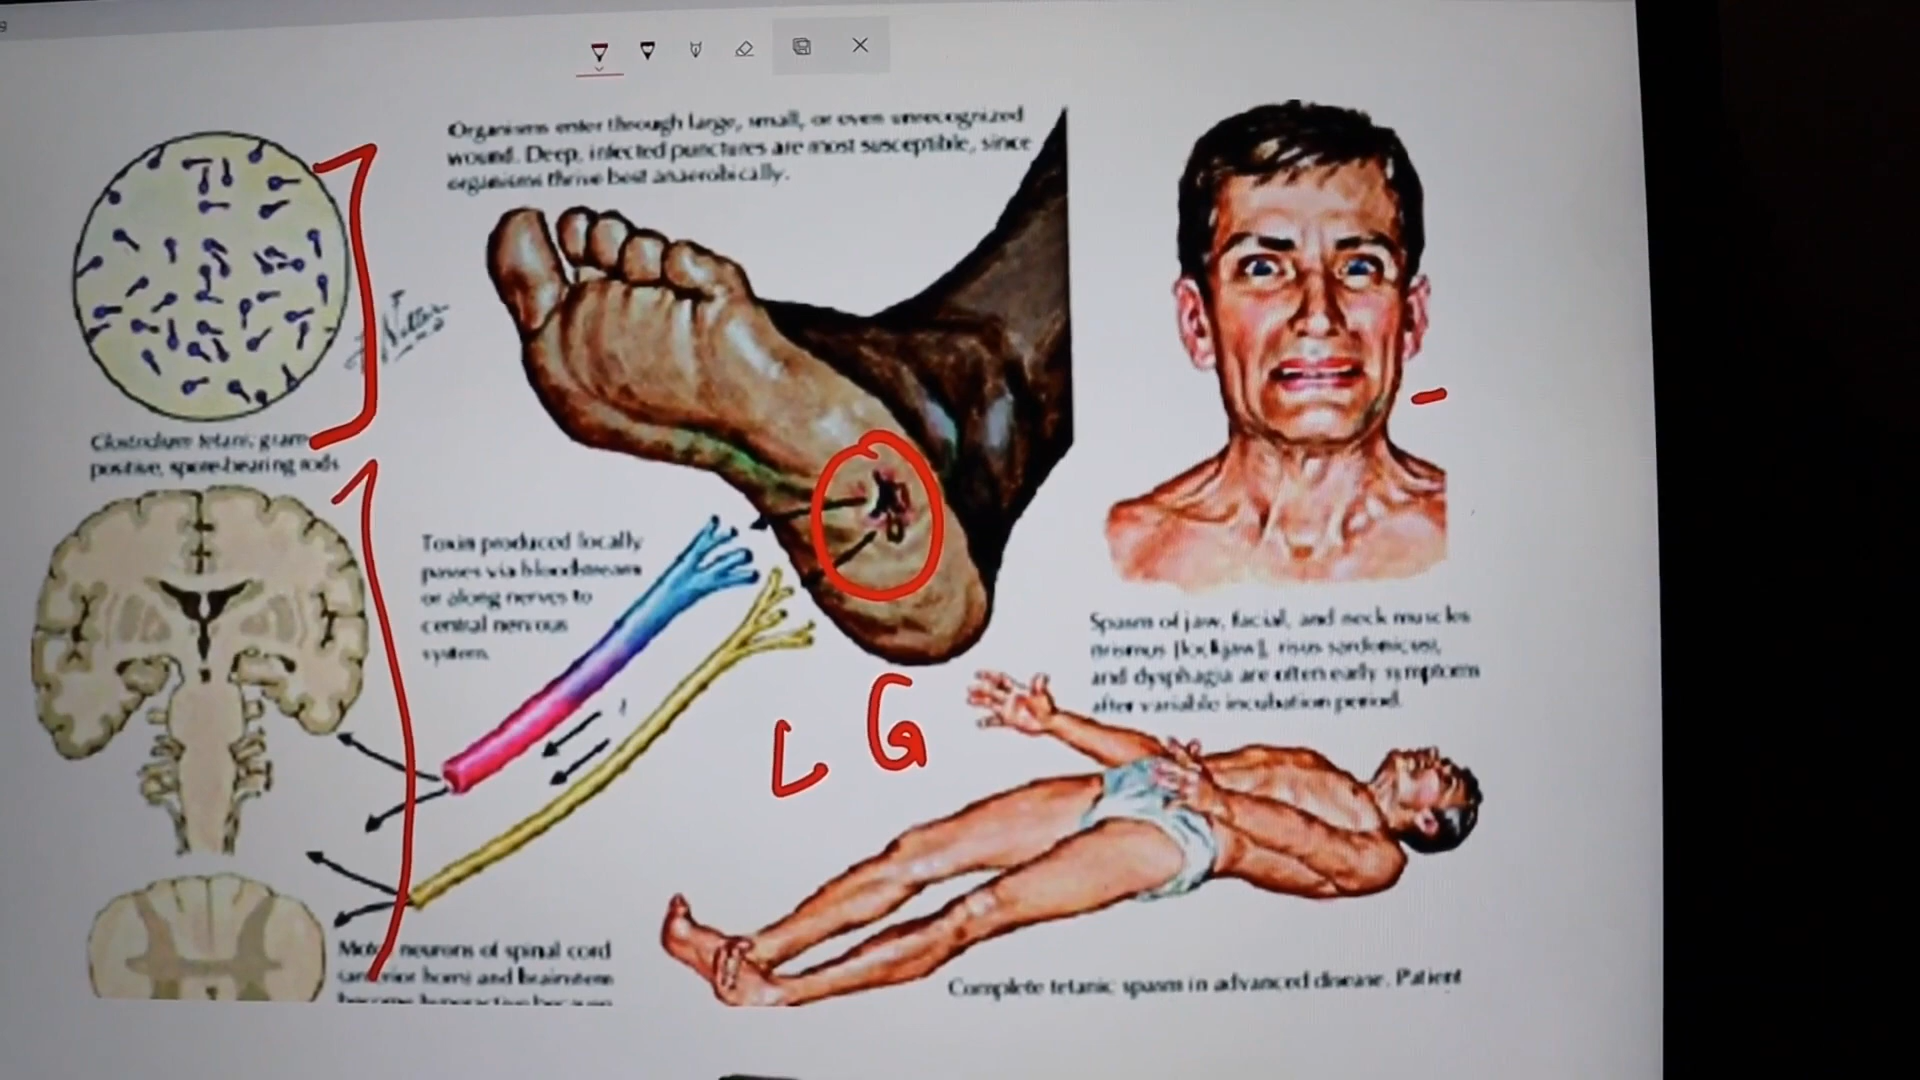 Organisms enter through large, small, or even unrecognized
wound. Deep, infected punctures are most susceptible, since
organisms thrive best anaerobically.
Clostridium tetani: gram-
positive, spore-bearing rods
Toxin produced locally
passes via bloodstream
or along nerves to
central nervous
system.
L G
Spasm of jaw, facial, and neck muscles
(trismus [lockjaw], risus sardonicus),
and dysphagia are often early symptoms
after variable incubation period.
Motor neurons of spinal cord
(anterior horn) and brainstem
Complete tetanic spasm in advanced disease. Patient